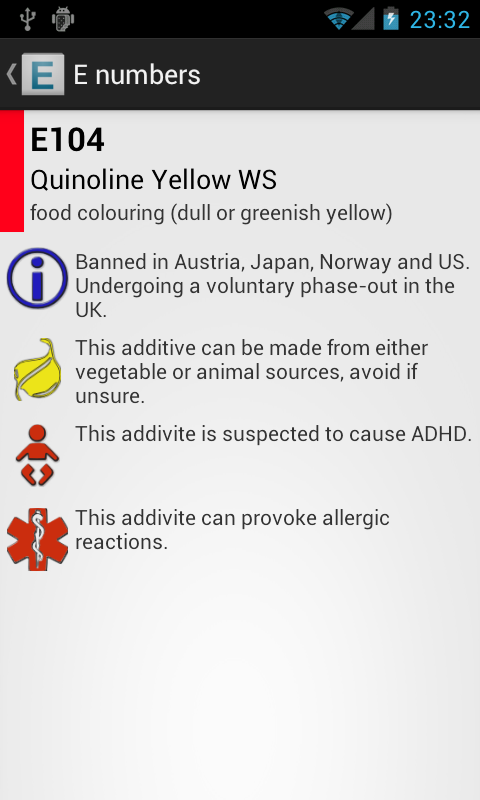 23:32
E E numbers
E104
Quinoline Yellow WS
food colouring (dull or greenish yellow)
Banned in Austria, Japan, Norway and US.
Undergoing a voluntary phase-out in the
UK.
This additive can be made from either
vegetable or animal sources, avoid if
unsure.
This addivite is suspected to cause ADHD.
This addivite can provoke allergic
reactions.